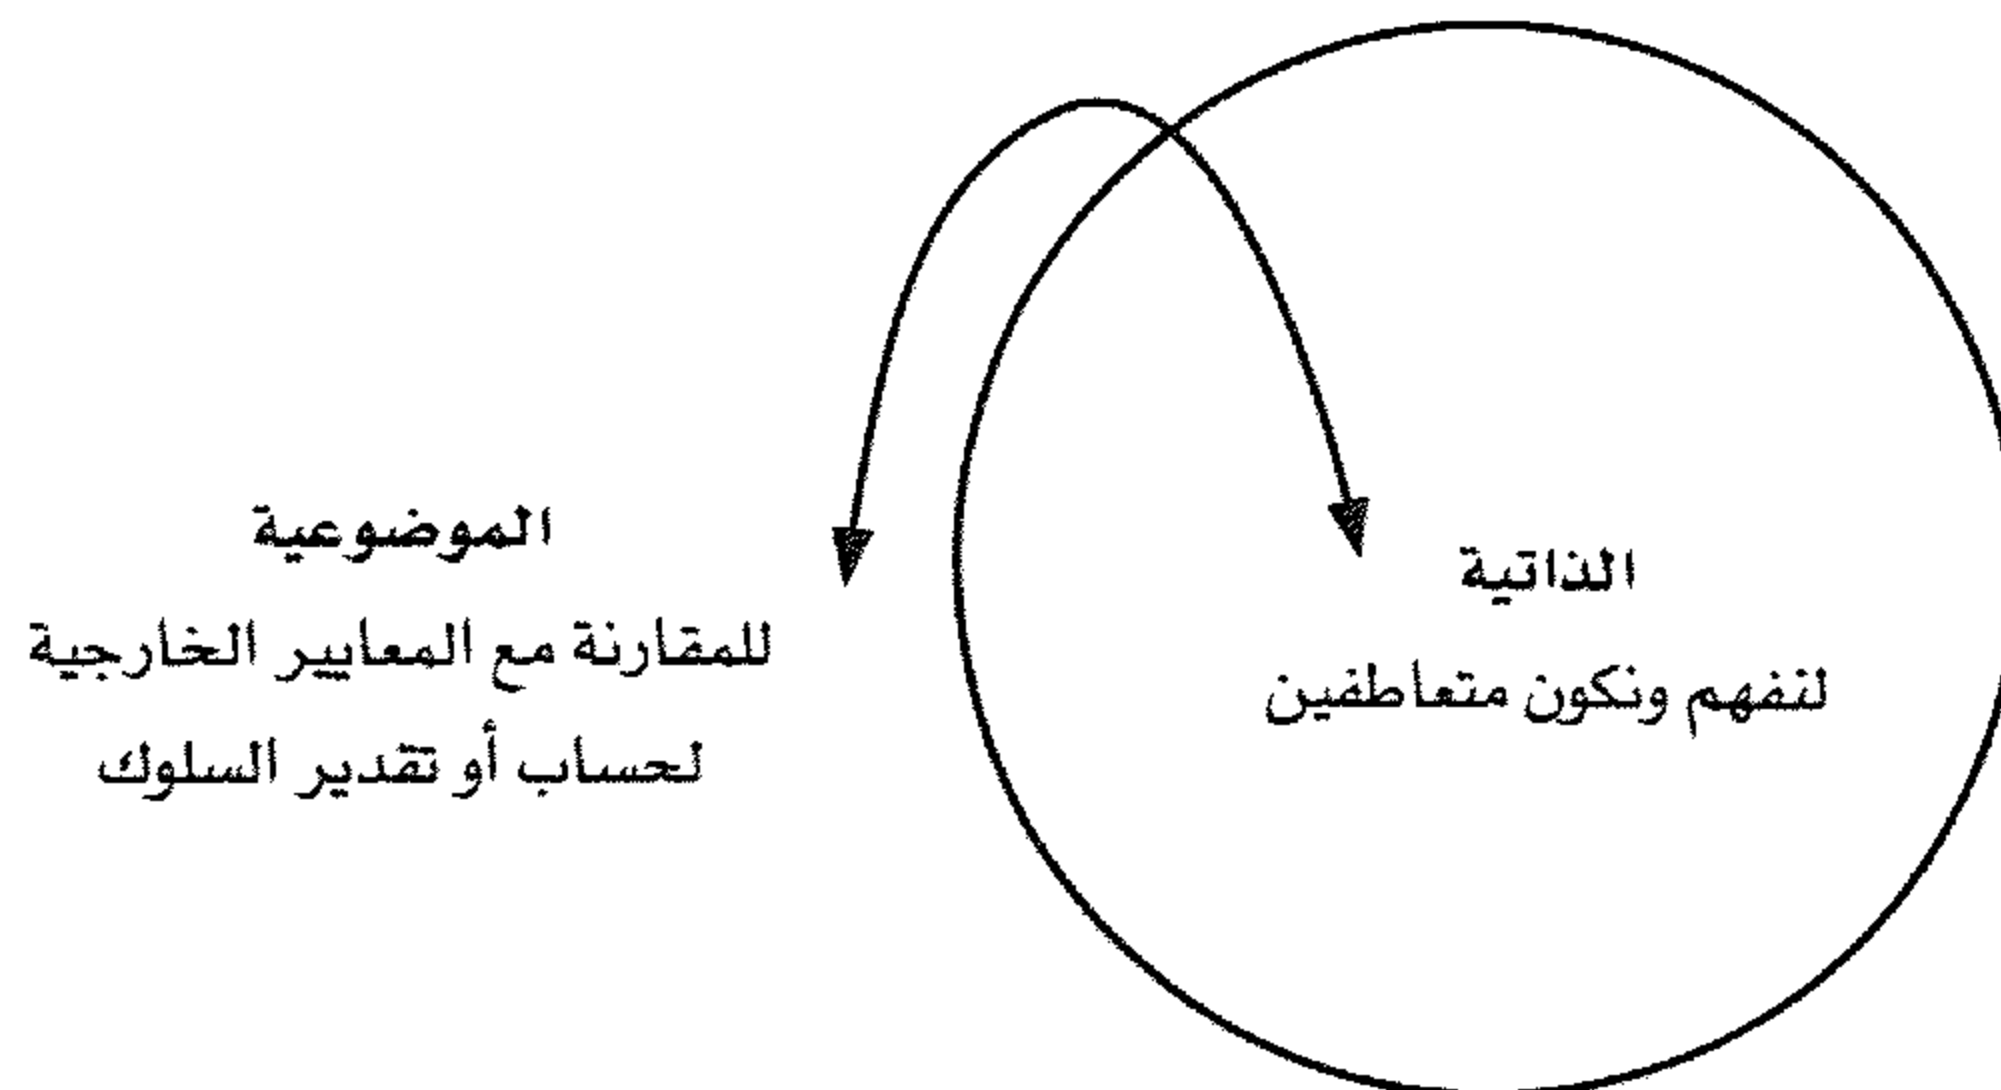 الذاتية
لنفهم ونكون متعاطفين
الموضوعية
للمقارنة مع المعايير الخارجية
لحساب أو تقدير السلوك